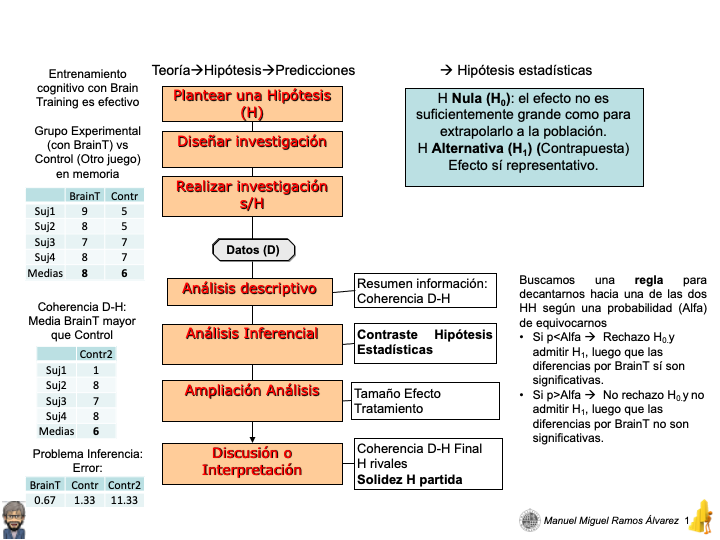 Teoría→Hipótesis→Predicciones
→ Hipótesis estadísticas
Entrenamiento
cognitivo con Brain
Training es efectivo
Grupo Experimental
(con BrainT) vs
Control (Otro juego)
en memoria
BrainT Contr
Suj1 9 5
Suj2 8 5
Suj3 7 7
Suj4 8 7
Medias 8 6
Coherencia D-H:
Media BrainT mayor
que Control
Contr2
Suj1 1
Suj2 8
Suj3 7
Suj4 8
Medias 6
Problema Inferencia:
Error:
BrainT Contr Contr2
0.67 1.33 11.33
Plantear una Hipótesis
(H)
Diseñar investigación
Realizar investigación
s/H
Datos (D)
Análisis descriptivo
Análisis Inferencial
Ampliación Análisis
Discusión o
Interpretación
Resumen información:
Coherencia D-H
Contraste Hipótesis
Estadísticas
Tamaño Efecto
Tratamiento
Coherencia D-H Final
H rivales
Solidez H partida
H Nula (H0): el efecto no es
suficientemente grande como para
extrapolarlo a la población.
H Alternativa (H1) (Contrapuesta)
Efecto sí representativo.
Buscamos una regla para
decantarnos hacia una de las dos
HH según una probabilidad (Alfa)
de equivocarnos
• Si p<Alfa → Rechazo H0.y
admitir H1, luego que las
diferencias por BrainT sí son
significativas.
• Si p>Alfa → No rechazo H0.y no
admitir H1, luego que las
diferencias por BrainT no son
significativas.
Manuel Miguel Ramos Álvarez 1